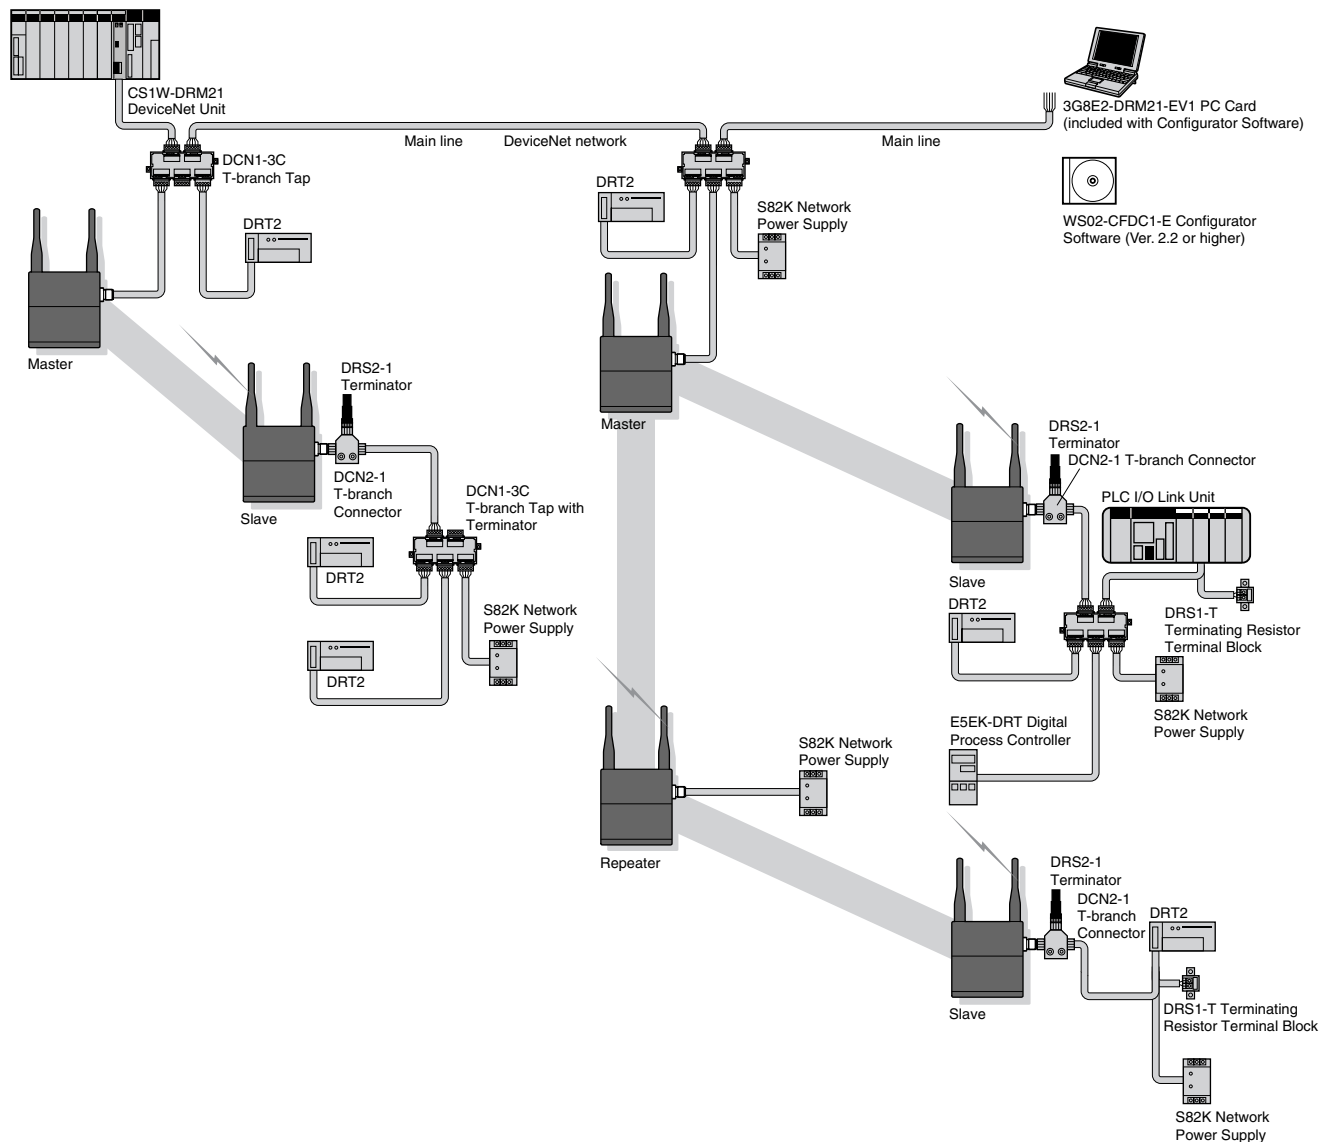 CS1W-DRM21
DeviceNet Unit
3G8E2-DRM21-EV1 PC Card
(included with Configurator Software)
Main line
DeviceNet network
Main line
DCN1-3C
T-branch Tap
DRT2
S82K Network
Power Supply
WS02-CFDC1-E Configurator
Software (Ver. 2.2 or higher)
DRT2
Master
DRS2-1
Terminator
Master
DRS2-1
Terminator
DCN2-1 T-branch Connector
DCN2-1
T-branch
Connector
Slave
DCN1-3C
T-branch Tap with
Terminator
PLC I/O Link Unit
DRT2
Slave
DRT2
S82K Network
Power Supply
DRS1-T
Terminating Resistor
Terminal Block
DRT2
S82K Network
Power Supply
E5EK-DRT Digital
Process Controller
S82K Network
Power Supply
Repeater
DRS2-1
Terminator
DCN2-1
T-branch
Connector
DRT2
Slave
DRS1-T Terminating
Resistor Terminal Block
S82K Network
Power Supply